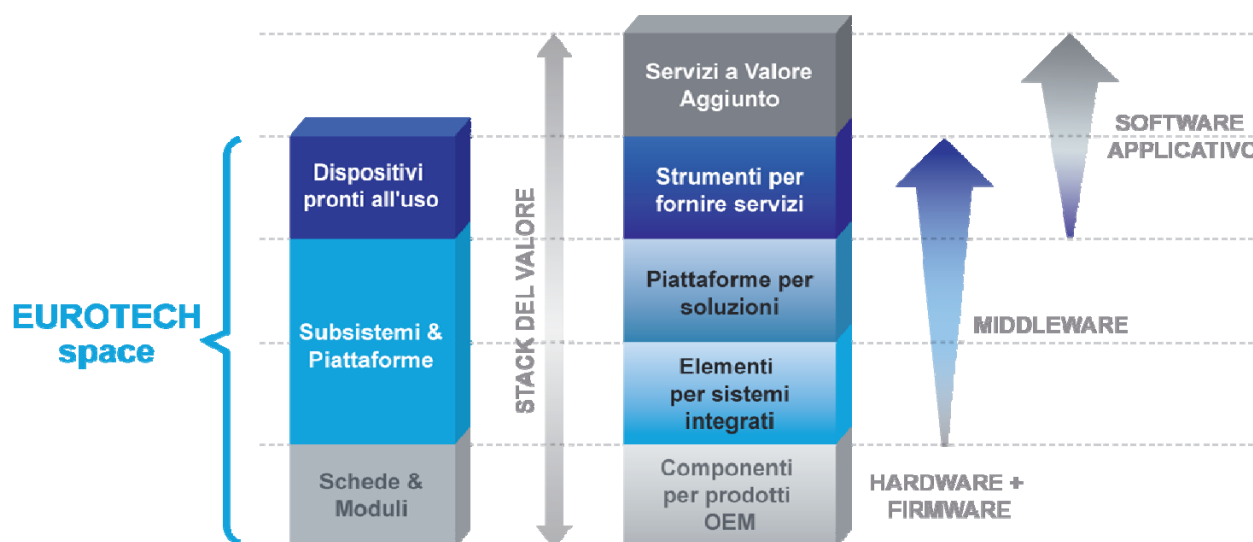 EUROTECH
space
Dispositivi
pronti all'uso
Subsistemi &
Piattaforme
Schede &
Moduli
STACK DEL VALORE
Servizi a Valore
Aggiunto
Strumenti per
fornire servizi
Piattaforme per
soluzioni
Elementi
per sistemi
integrati
Componenti
per prodotti
OEM
SOFTWARE
APPLICATIVO
MIDDLEWARE
HARDWARE +
FIRMWARE